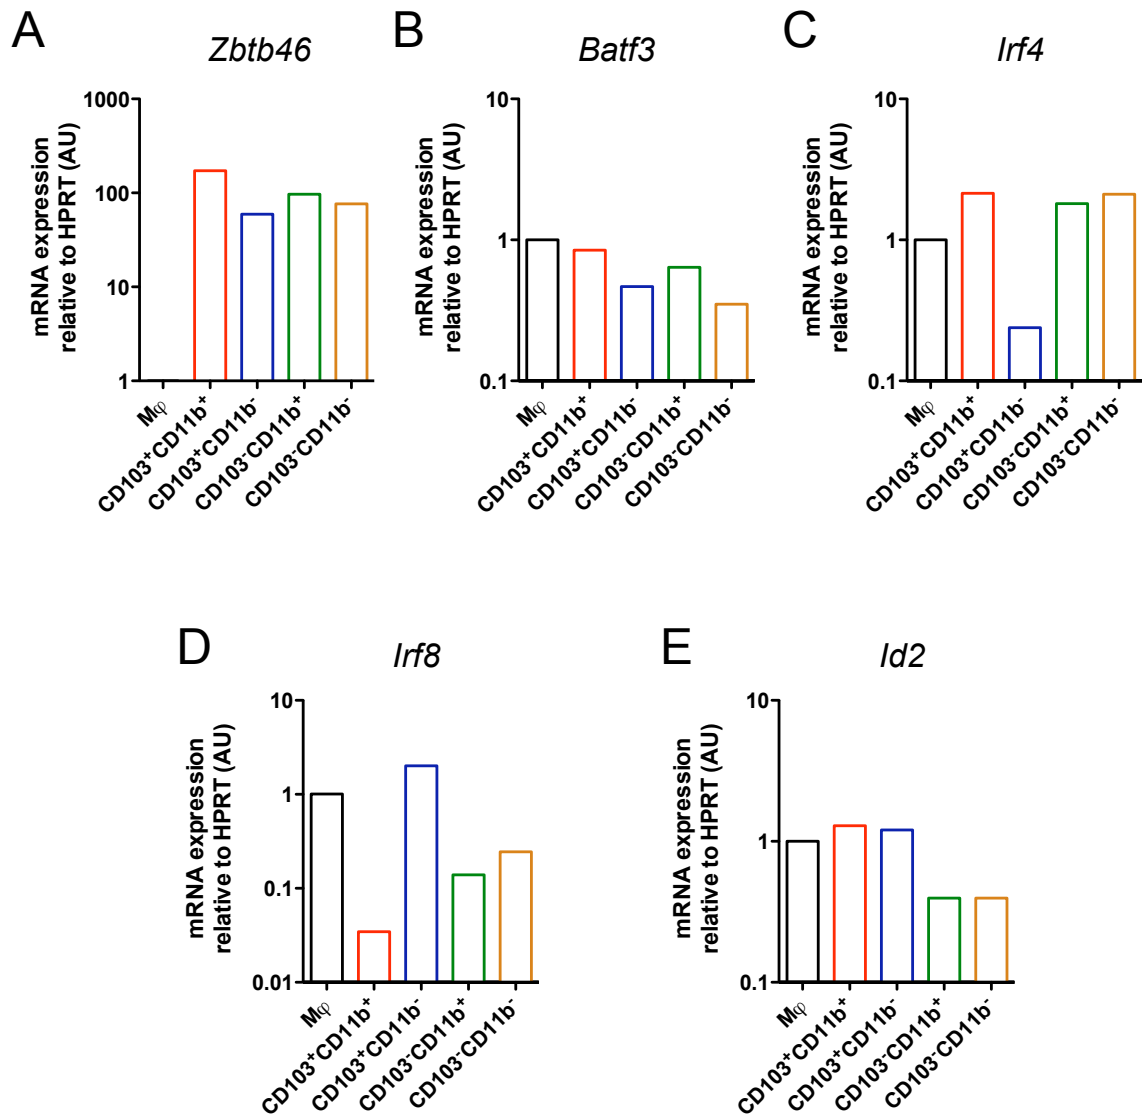 A
Zbtb46
mRNA expression
relative to HPRT (AU)
1000
100
10
1
Mφ
CD103⁺CD11b⁺
CD103⁺CD11b⁻
CD103⁻CD11b⁺
CD103⁻CD11b⁻
B
Batf3
mRNA expression
relative to HPRT (AU)
10
1
0.1
Mφ
CD103⁺CD11b⁺
CD103⁺CD11b⁻
CD103⁻CD11b⁺
CD103⁻CD11b⁻
C
Irf4
mRNA expression
relative to HPRT (AU)
10
1
0.1
Mφ
CD103⁺CD11b⁺
CD103⁺CD11b⁻
CD103⁻CD11b⁺
CD103⁻CD11b⁻
D
Irf8
mRNA expression
relative to HPRT (AU)
10
1
0.1
0.01
Mφ
CD103⁺CD11b⁺
CD103⁺CD11b⁻
CD103⁻CD11b⁺
CD103⁻CD11b⁻
E
Id2
mRNA expression
relative to HPRT (AU)
10
1
0.1
Mφ
CD103⁺CD11b⁺
CD103⁺CD11b⁻
CD103⁻CD11b⁺
CD103⁻CD11b⁻